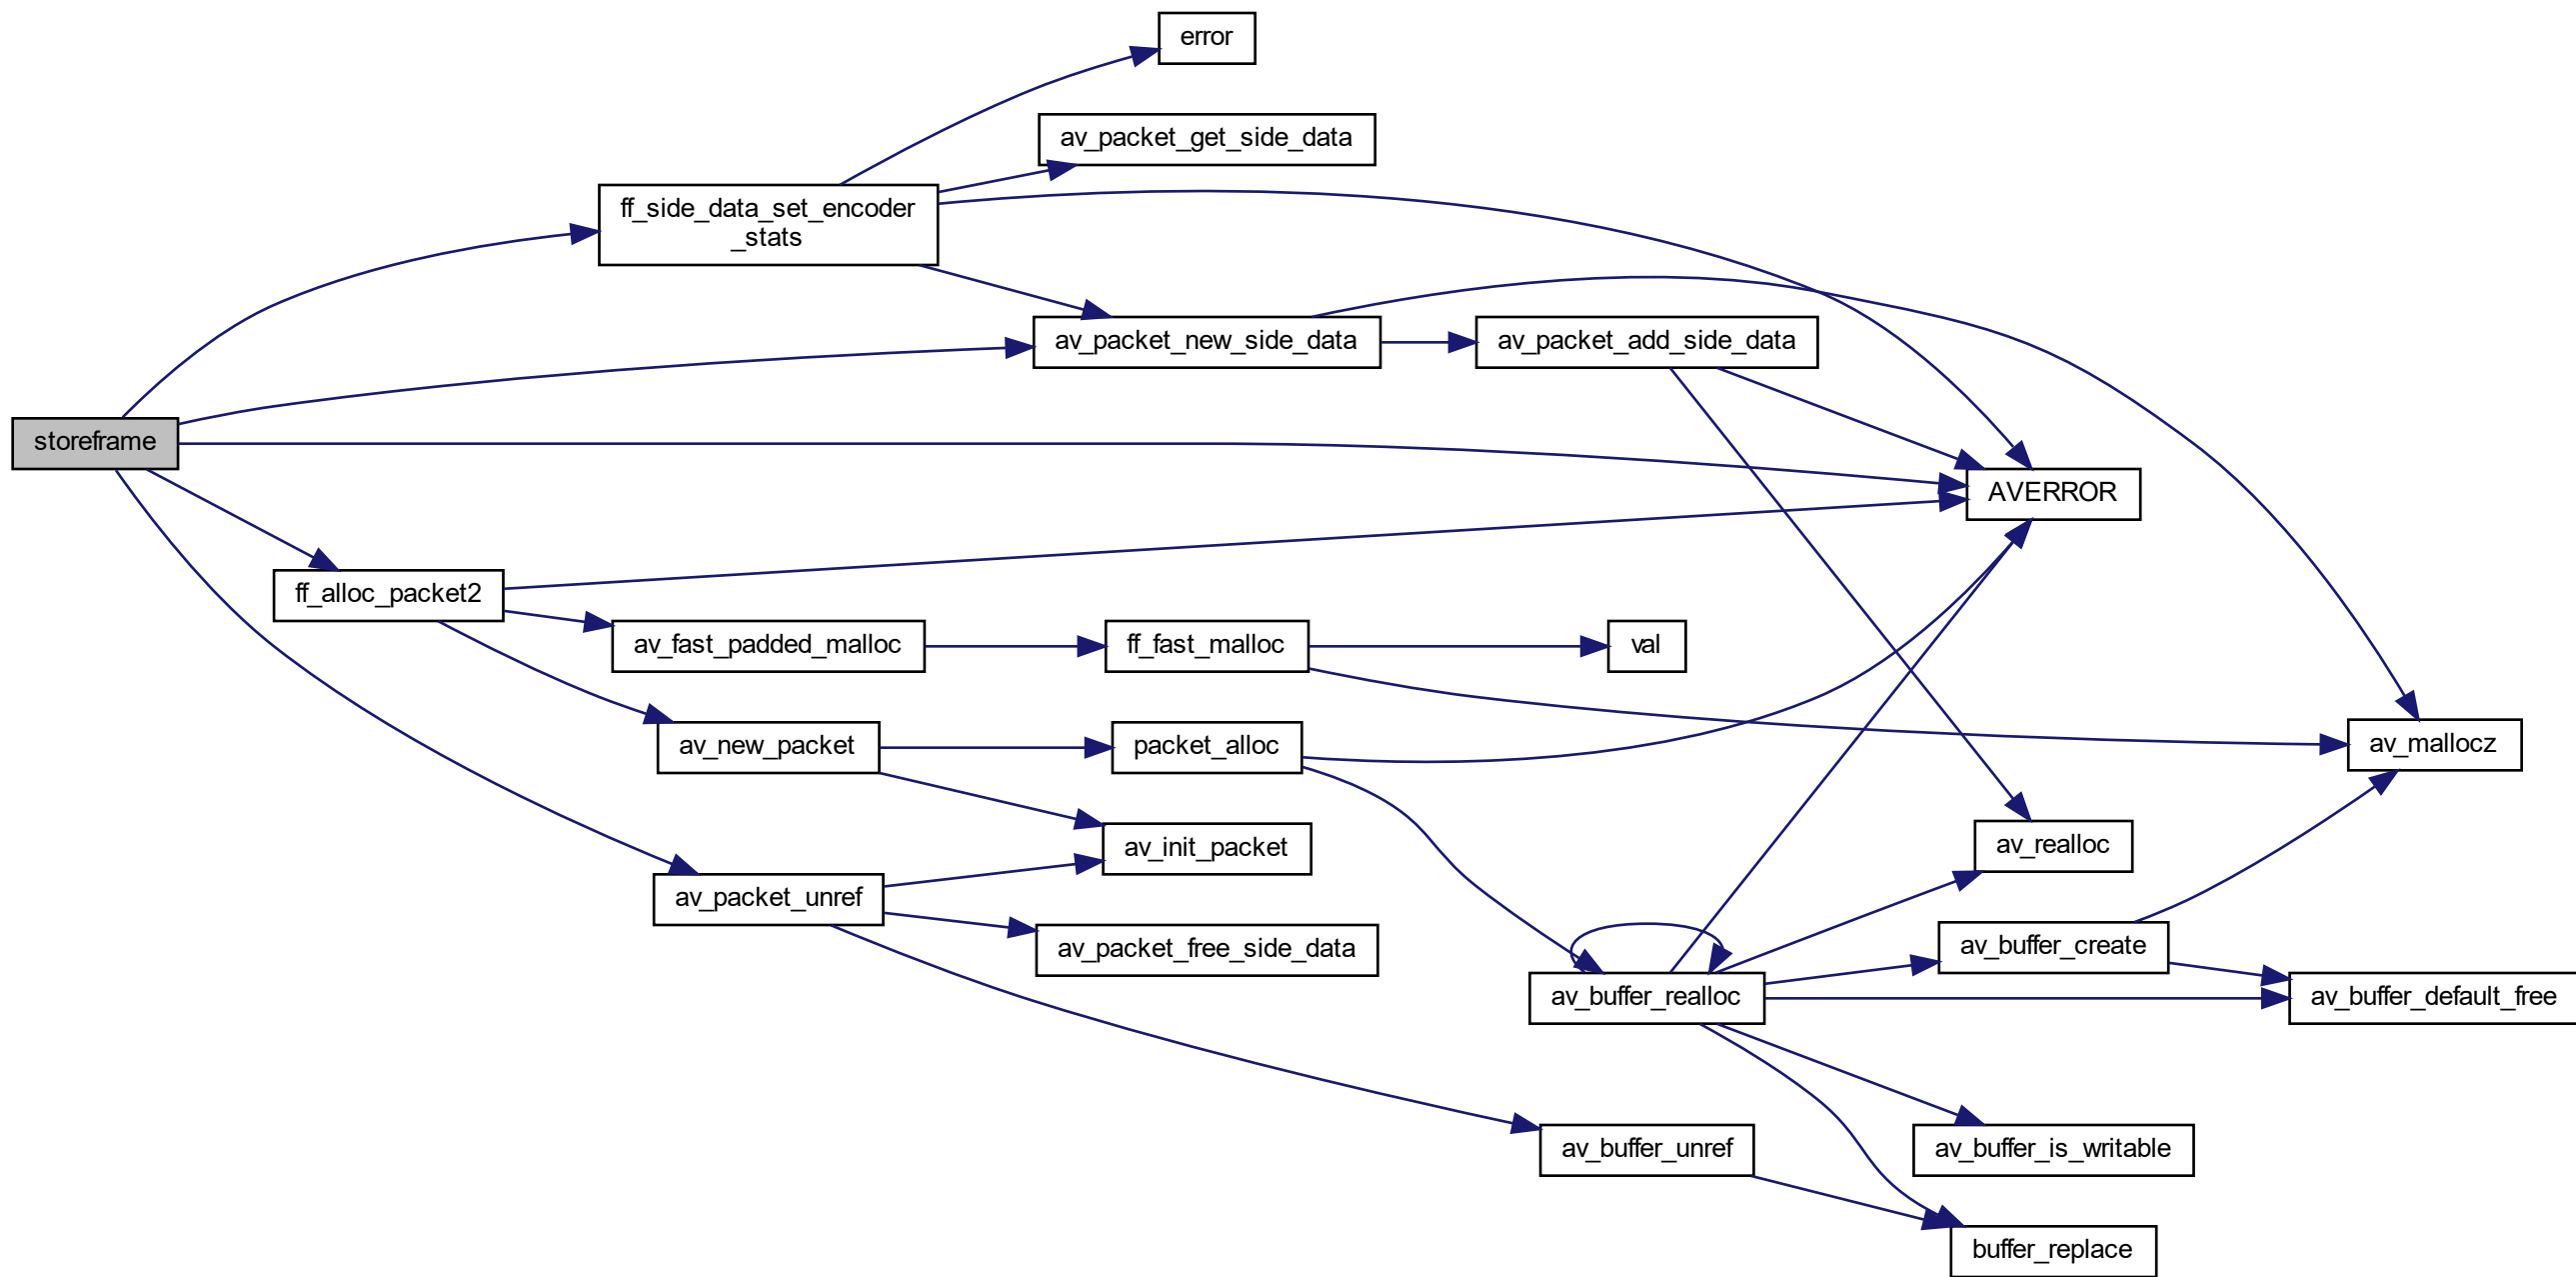 error
av_packet_get_side_data
ff_side_data_set_encoder
_stats
av_packet_new_side_data
av_packet_add_side_data
storeframe
AVERROR
ff_alloc_packet2
av_fast_padded_malloc
ff_fast_malloc
val
av_new_packet
packet_alloc
av_mallocz
av_init_packet
av_realloc
av_packet_unref
av_packet_free_side_data
av_buffer_create
av_buffer_realloc
av_buffer_default_free
av_buffer_unref
av_buffer_is_writable
buffer_replace